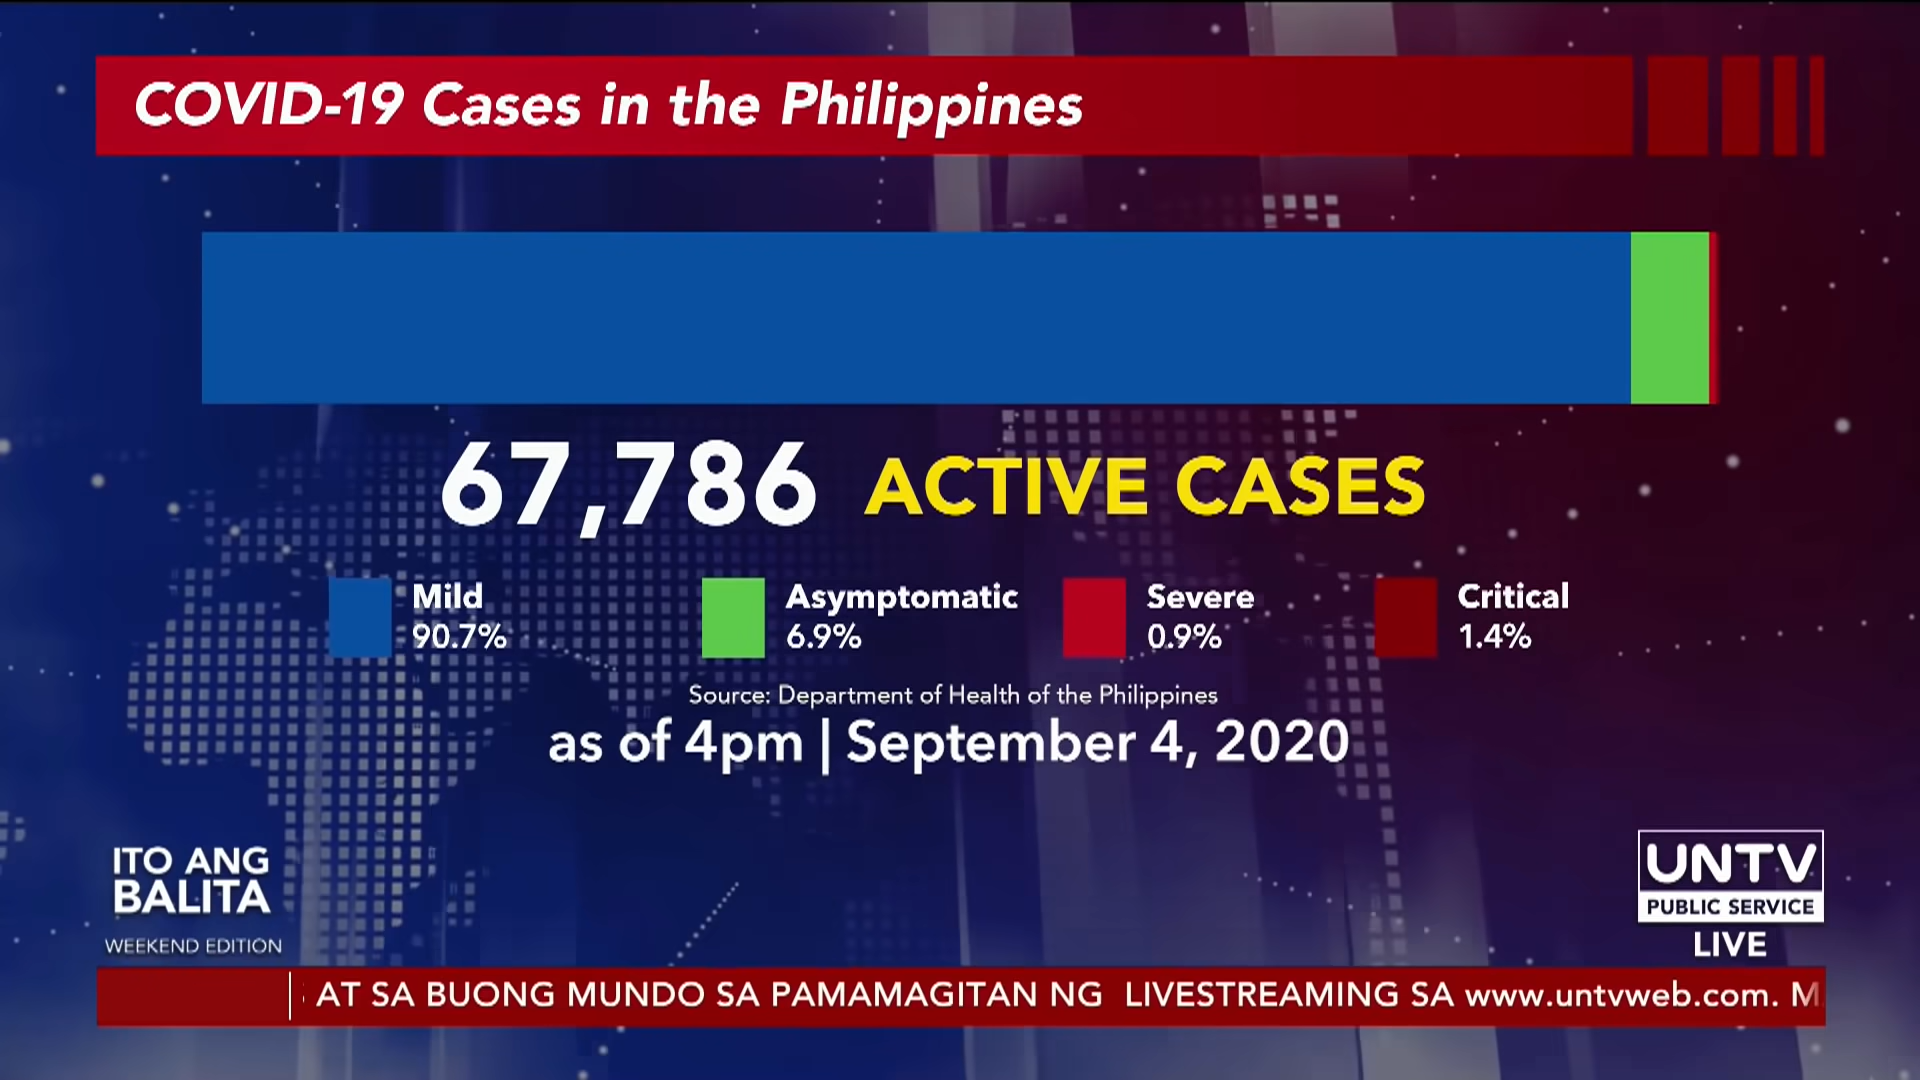 COVID-19 Cases in the Philippines
67,786 ACTIVE CASES
Mild
90.7%
Asymptomatic
6.9%
Severe
0.9%
Critical
1.4%
Source: Department of Health of the Philippines
as of 4pm | September 4, 2020
ITO ANG
BALITA
WEEKEND EDITION
UNTV
PUBLIC SERVICE
LIVE
AT SA BUONG MUNDO SA PAMAMAGITAN NG LIVESTREAMING SA www.untvweb.com. M